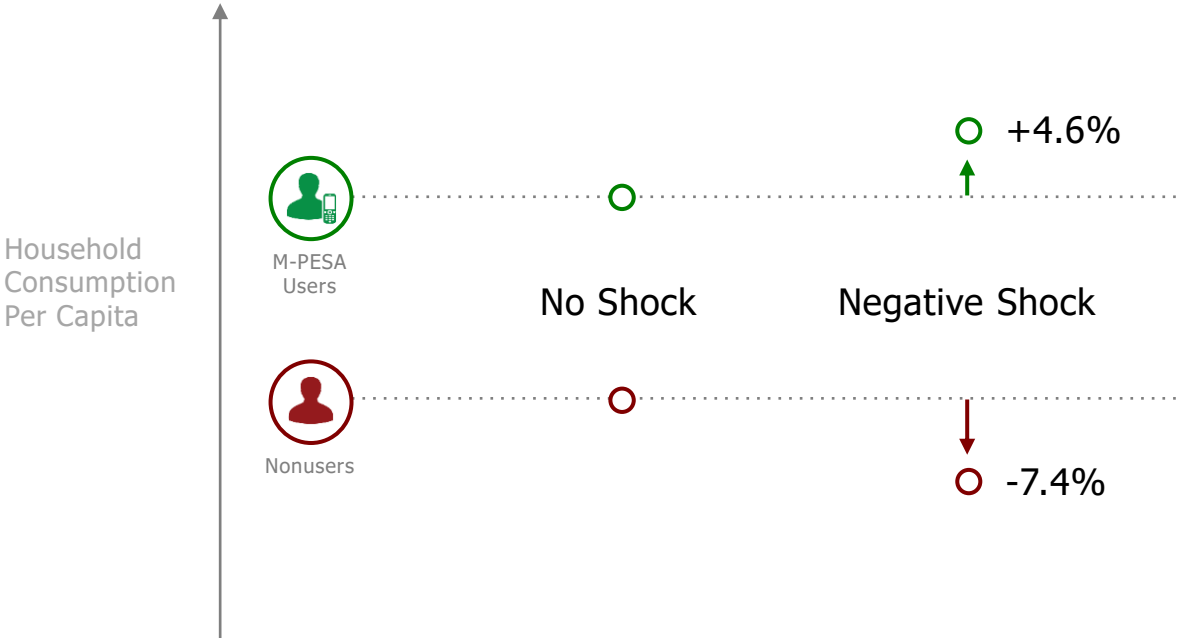 +4.6%
Household
Consumption
Per Capita
M-PESA
Users
No Shock
Negative Shock
Nonusers
-7.4%